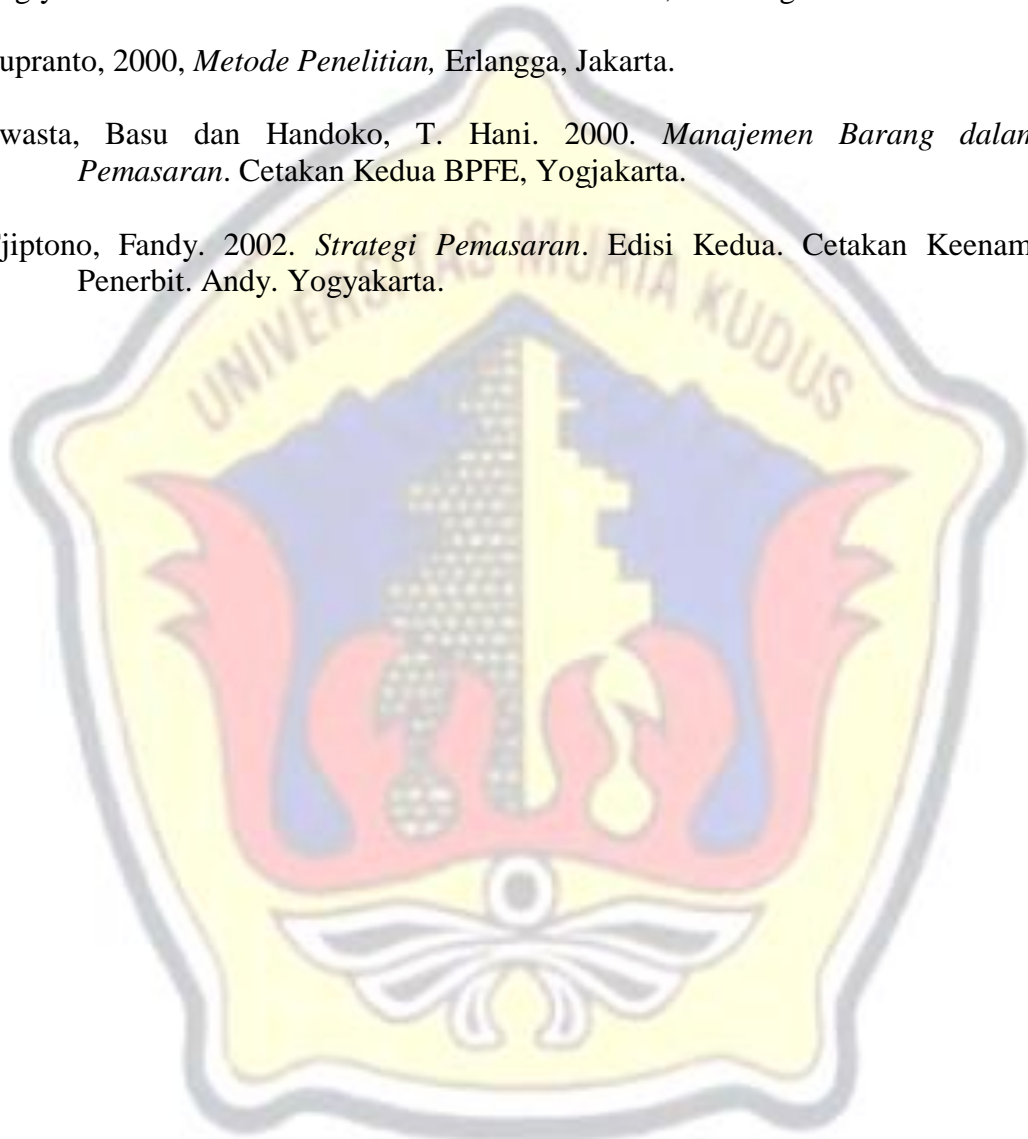 upranto, 2000, Metode Penelitian, Erlangga, Jakarta.
wasta, Basu dan Handoko, T. Hani. 2000. Manajemen Barang dalan
Pemasaran. Cetakan Kedua BPFE, Yogjakarta.
jiptono, Fandy. 2002. Strategi Pemasaran. Edisi Kedua. Cetakan Keenam
Penerbit. Andy. Yogyakarta.
UNIVERSITAS MURIA KUDUS